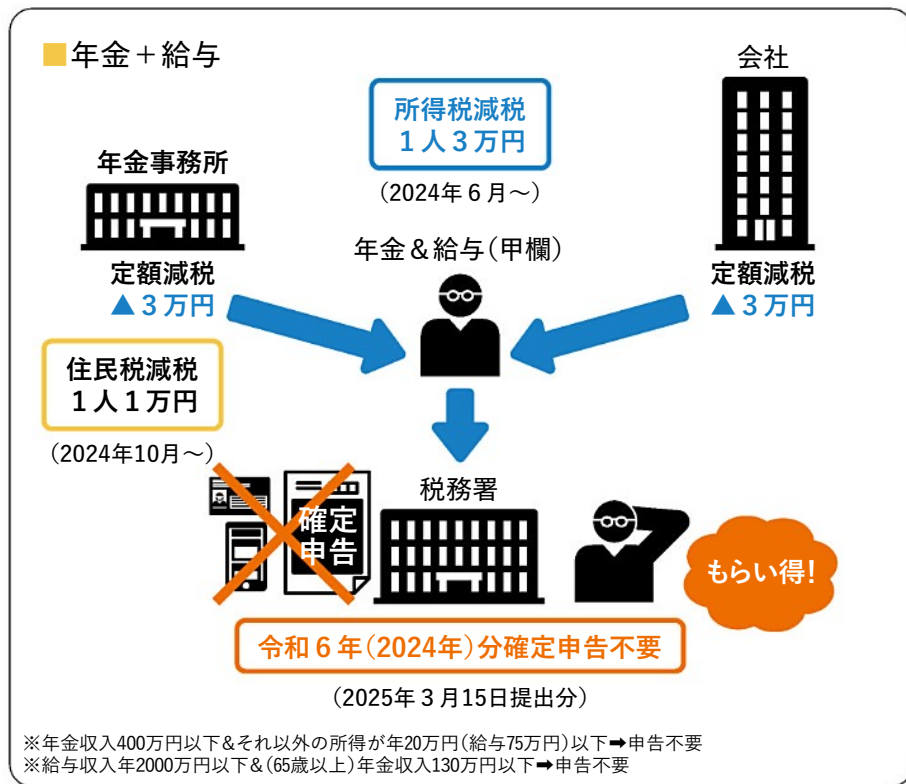 ■年金＋給与
会社
所得税減税
1人3万円
（2024年6月～）
年金事務所
定額減税
▲3万円
年金＆給与（甲欄）
定額減税
▲3万円
住民税減税
1人1万円
（2024年10月～）
確定
申告
税務署
もらい得！
令和6年（2024年）分確定申告不要
（2025年3月15日提出分）
※年金収入400万円以下＆それ以外の所得が年20万円（給与75万円）以下➡申告不要
※給与収入年2000万円以下＆（65歳以上）年金収入130万円以下➡申告不要